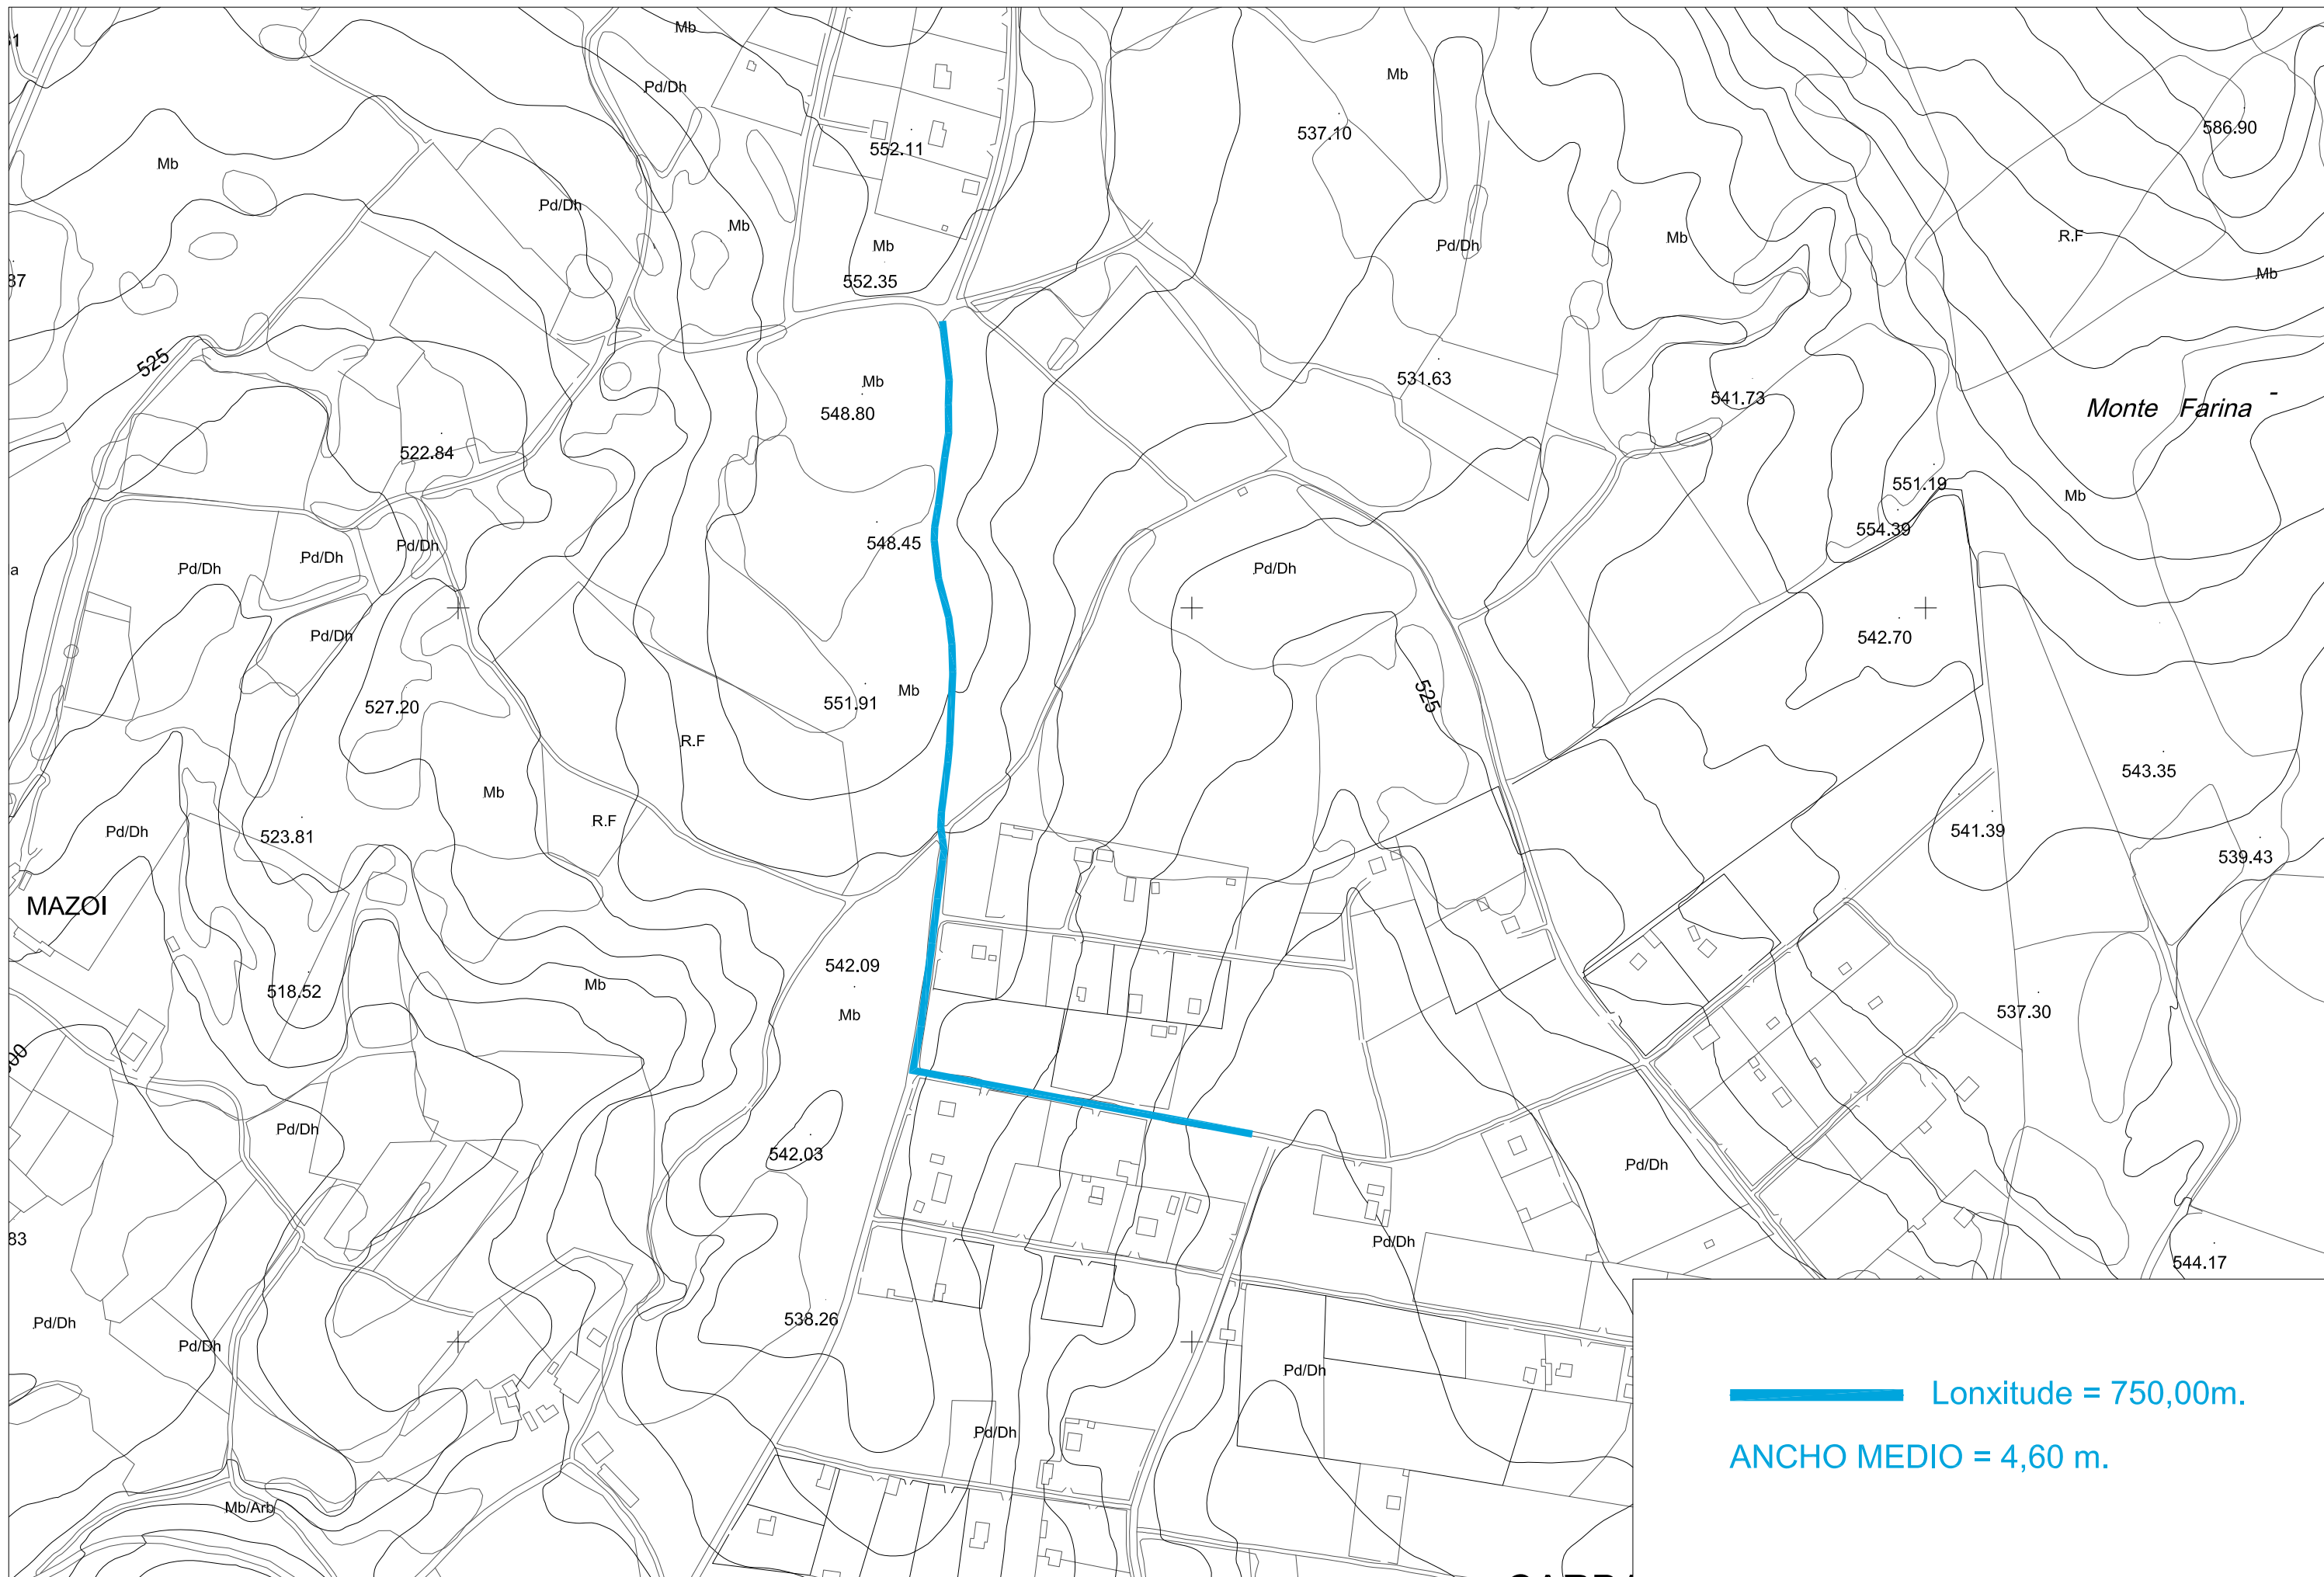 Mb
Pd/Dh
Mb
537.10
586.90
552.11
Mb
Pd/Dh
Mb
Mb
Pd/Dh
Mb
R.F
Mb
87
552.35
525
Mb
548.80
531.63
541.73
Monte Farina -
522.84
551.19
Mb
554.39
548.45
Pd/Dh
Pd/Dh
Pd/Dh
a
Pd/Dh
Pd/Dh
542.70
527.20
551.91
Mb
525
R.F
543.35
Mb
R.F
Pd/Dh
523.81
541.39
539.43
MAZOI
542.09
518.52
Mb
Mb
537.30
00
Pd/Dh
542.03
Pd/Dh
83
Pd/Dh
544.17
538.26
Pd/Dh
Pd/Dh
Pd/Dh
Pd/Dh
Mb/Arb
Lonxitude = 750,00m.
ANCHO MEDIO = 4,60 m.